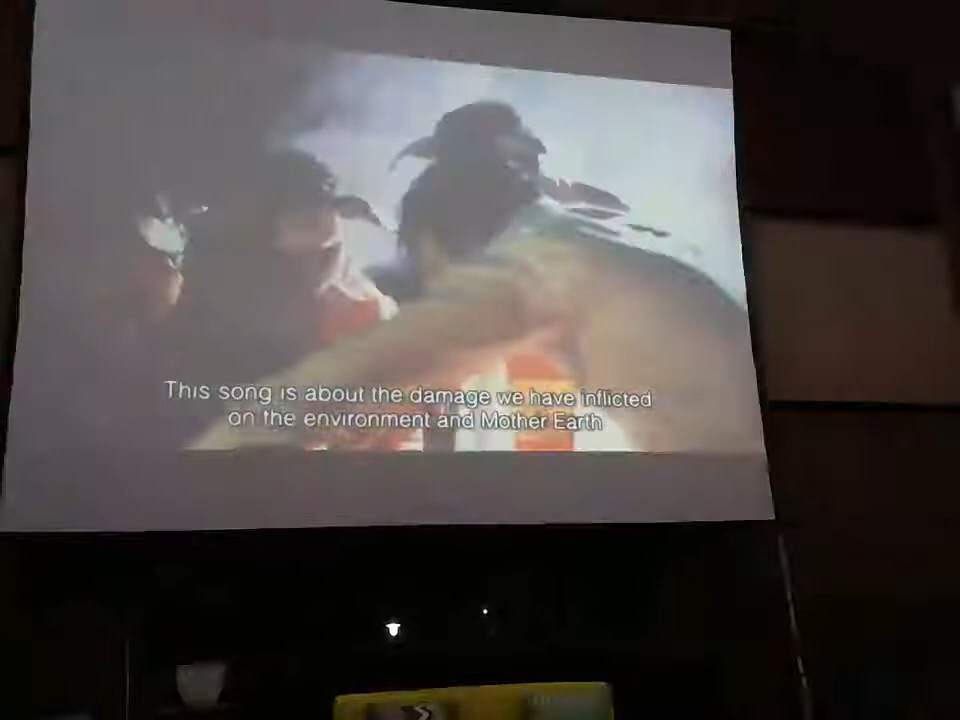 This song is about the damage we have inflicted
on the environment and Mother Earth